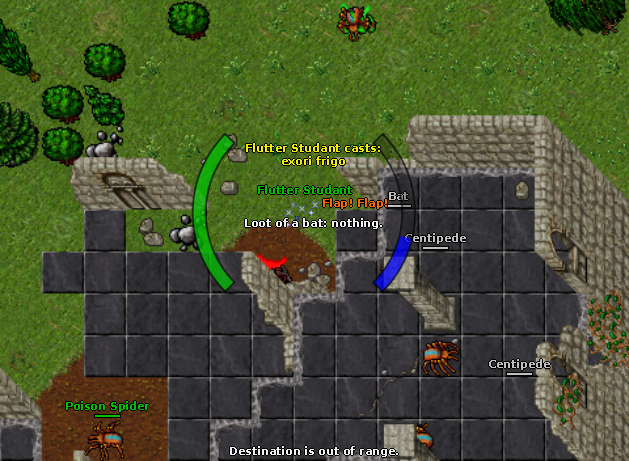 Flutter Studant casts:
exori frigo
Flutter Studant
Flap! Flap!
Bat
Loot of a bat: nothing.
Centipede
Centipede
Poison Spider
Destination is out of range.